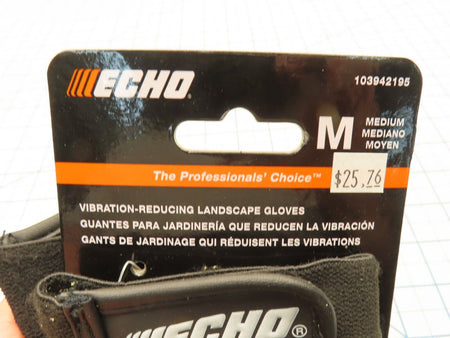 ECHO
103942195
M MEDIUM
MEDIANO
MOYEN
The Professionals' Choice™
$25.76
VIBRATION-REDUCING LANDSCAPE GLOVES
GUANTES PARA JARDINERÍA QUE REDUCEN LA VIBRACIÓN
GANTS DE JARDINAGE QUI RÉDUISENT LES VIBRATIONS
ECHO®